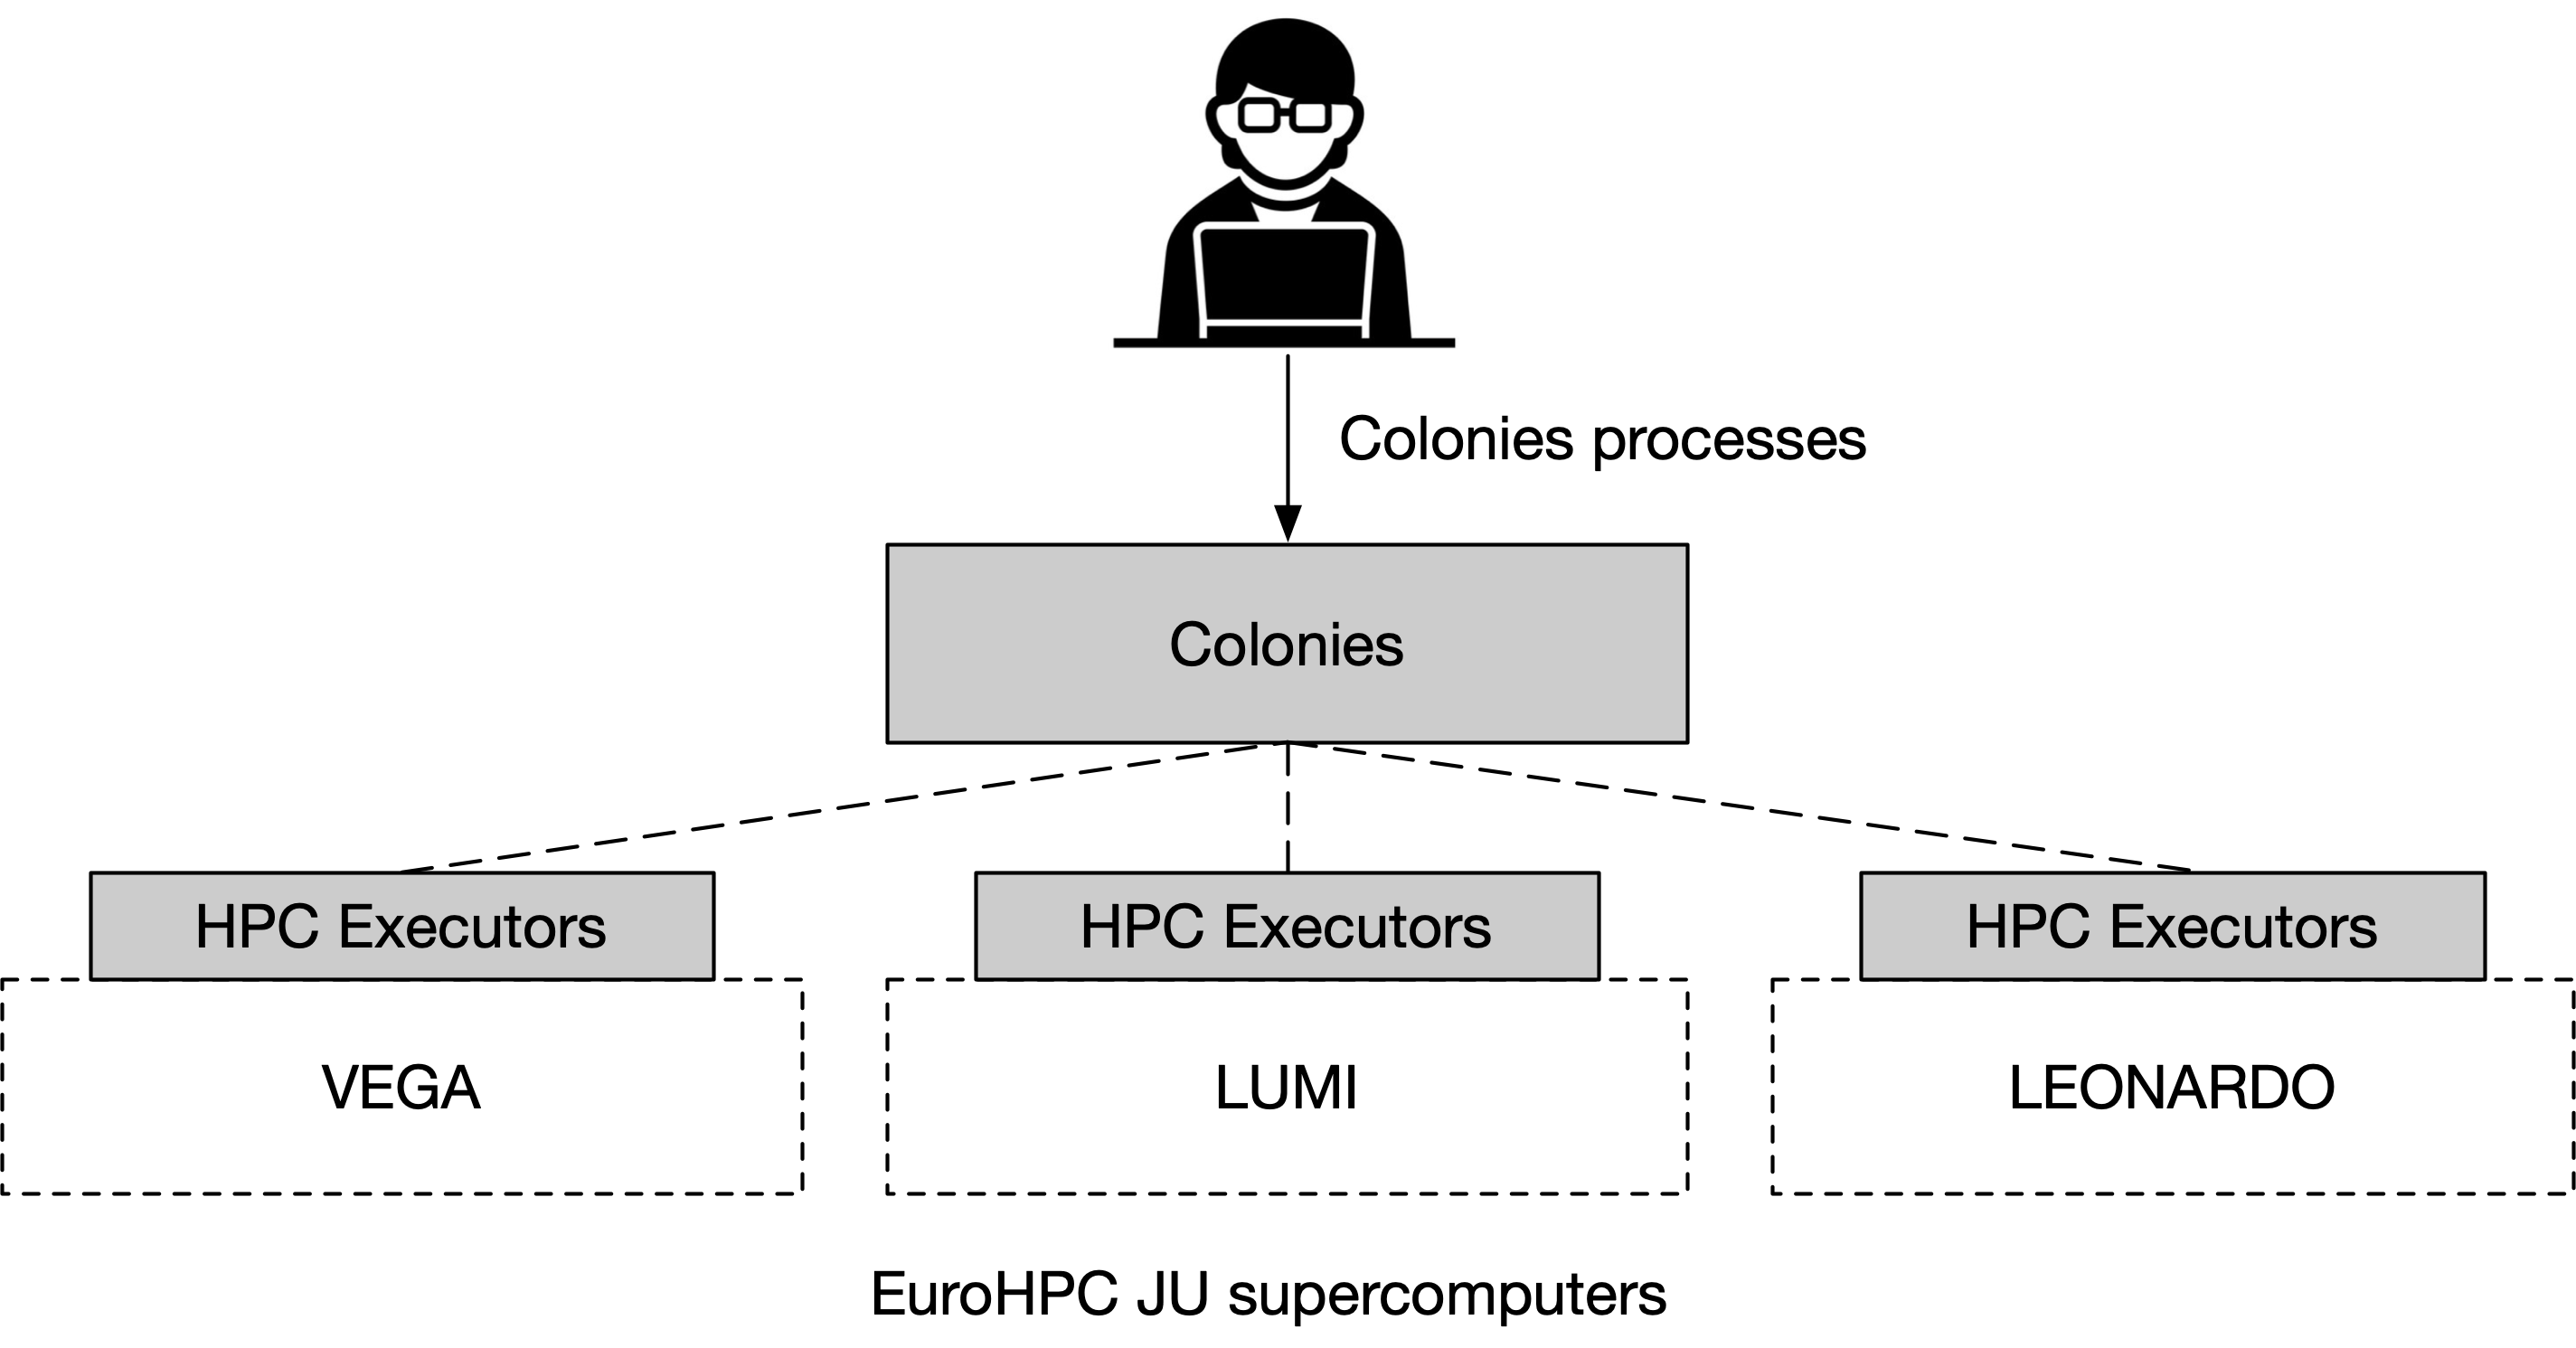 Colonies processes
Colonies
HPC Executors
HPC Executors
HPC Executors
VEGA
LUMI
LEONARDO
EuroHPC JU supercomputers